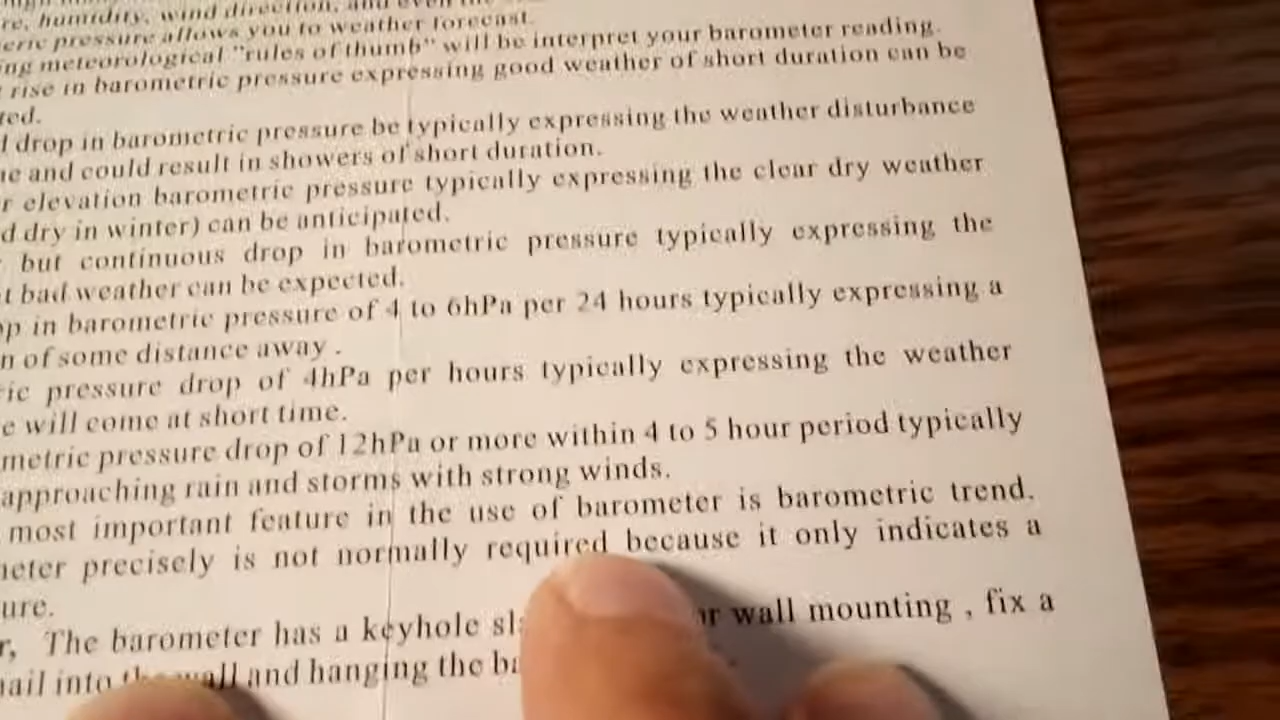 re, humidity, wind direction, and even the
eric pressure allows you to weather forecast.
ng meteorological "rules of thumb" will be interpret your barometer reading.
rise in barometric pressure expressing good weather of short duration can be
ted.
d drop in barometric pressure be typically expressing the weather disturbance
e and could result in showers of short duration.
r elevation barometric pressure typically expressing the clear dry weather
d dry in winter) can be anticipated.
but continuous drop in barometric pressure typically expressing the
t bad weather can be expected.
op in barometric pressure of 4 to 6hPa per 24 hours typically expressing a
n of some distance away .
ric pressure drop of 4hPa per hours typically expressing the weather
e will come at short time.
metric pressure drop of 12hPa or more within 4 to 5 hour period typically
approaching rain and storms with strong winds.
most important feature in the use of barometer is barometric trend.
eter precisely is not normally required because it only indicates a
ure.
r, The barometer has a keyhole sl or wall mounting , fix a
nail into the wall and hanging the ba